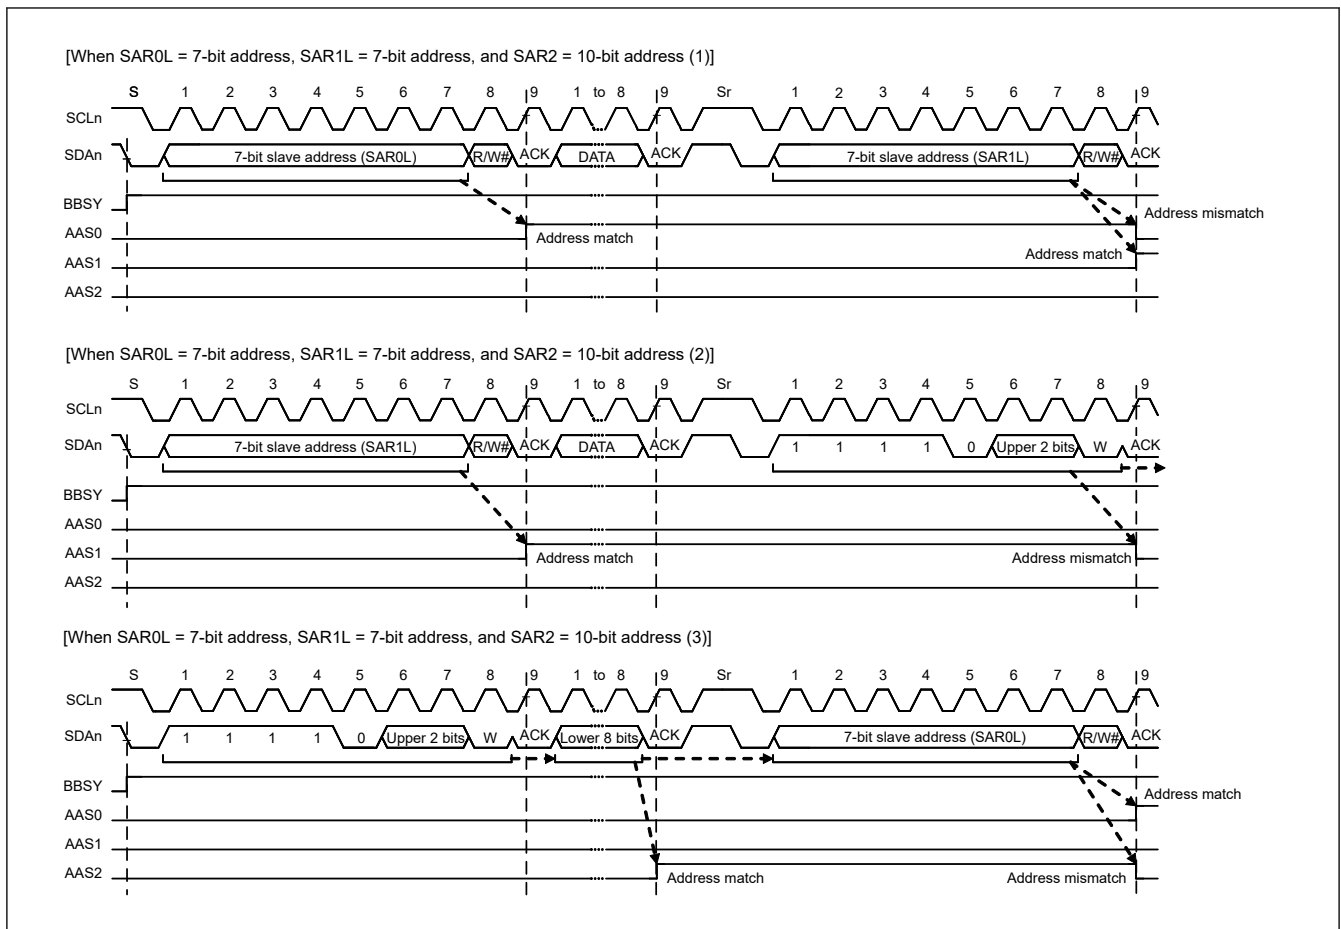 [When SAR0L = 7-bit address, SAR1L = 7-bit address, and SAR2 = 10-bit address (1)]
S 1 2 3 4 5 6 7 8 9 1 to 8 9 Sr 1 2 3 4 5 6 7 8 9
SCLn
SDAn 7-bit slave address (SAR0L) R/W# ACK DATA ACK 7-bit slave address (SAR1L) R/W# ACK
BBSY
Address mismatch
AAS0 Address match
AAS1 Address match
AAS2
[When SAR0L = 7-bit address, SAR1L = 7-bit address, and SAR2 = 10-bit address (2)]
S 1 2 3 4 5 6 7 8 9 1 to 8 9 Sr 1 2 3 4 5 6 7 8 9
SCLn
SDAn 7-bit slave address (SAR1L) R/W# ACK DATA ACK 1 1 1 1 0 Upper 2 bits W ACK
BBSY
AAS0
AAS1 Address match Address mismatch
AAS2
[When SAR0L = 7-bit address, SAR1L = 7-bit address, and SAR2 = 10-bit address (3)]
S 1 2 3 4 5 6 7 8 9 1 to 8 9 Sr 1 2 3 4 5 6 7 8 9
SCLn
SDAn 1 1 1 1 0 Upper 2 bits W ACK Lower 8 bits ACK 7-bit slave address (SAR0L) R/W# ACK
BBSY
Address match
AAS0
AAS1
AAS2 Address match Address mismatch